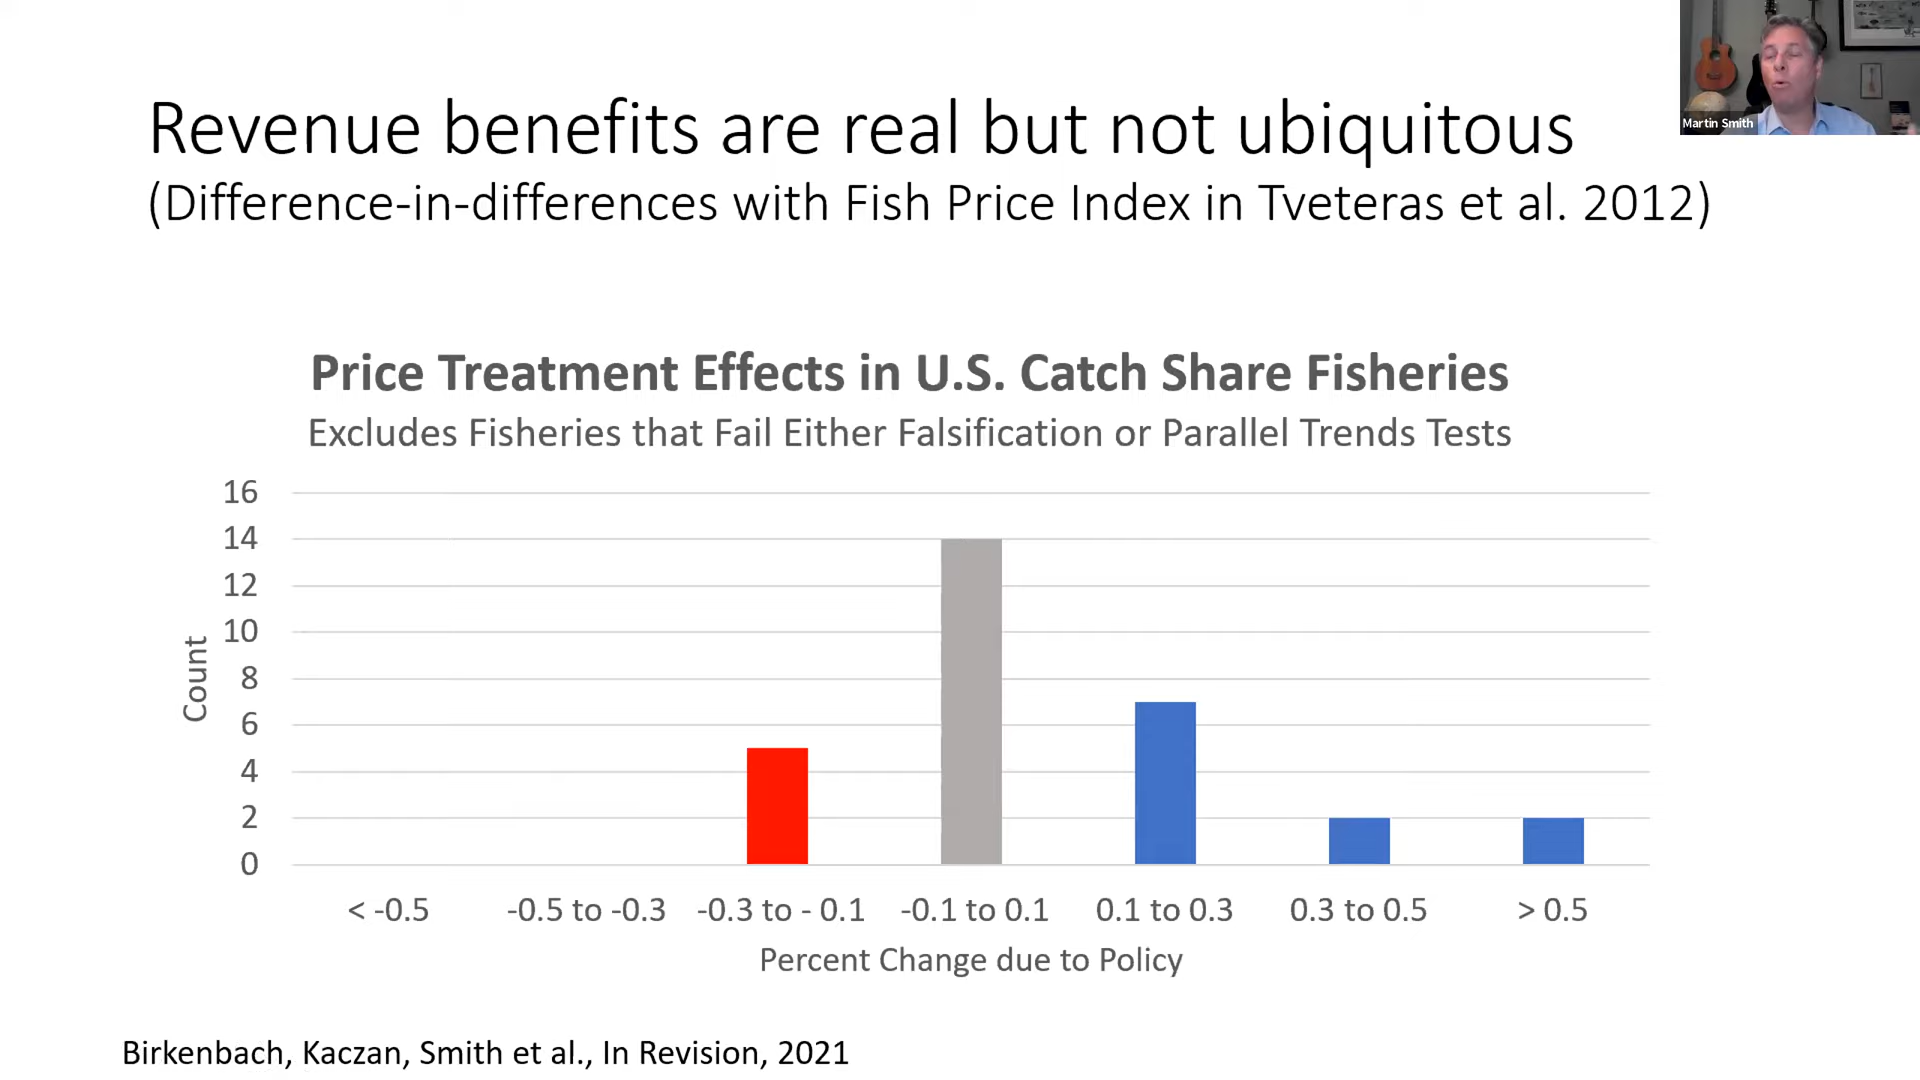 Revenue benefits are real but not ubiquitous
(Difference-in-differences with Fish Price Index in Tveteras et al. 2012)
Martin Smith
Price Treatment Effects in U.S. Catch Share Fisheries
Excludes Fisheries that Fail Either Falsification or Parallel Trends Tests
16
14
12
10
8
6
4
2
0
Count
< -0.5
-0.5 to -0.3
-0.3 to - 0.1
-0.1 to 0.1
0.1 to 0.3
0.3 to 0.5
> 0.5
Percent Change due to Policy
Birkenbach, Kaczan, Smith et al., In Revision, 2021